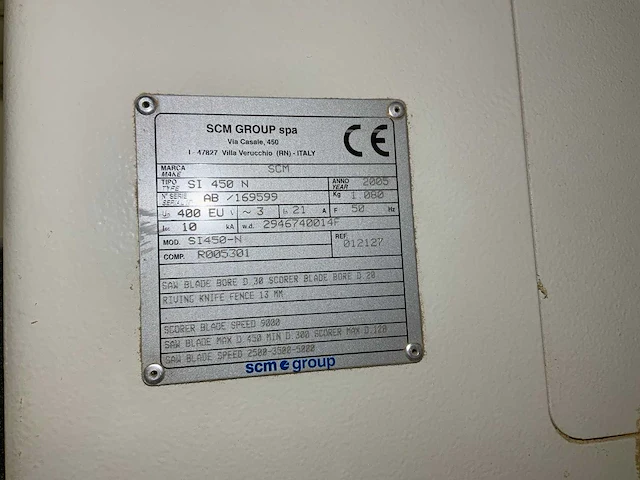 SCM GROUP spa
Via Casale, 450
I - 47827 Villa Verucchio (RN) - ITALY
CE
MARCA MAKE SCM
TIPO TYPE SI 450 N ANNO YEAR 2005
N° SERIE AB /169599 Kg 1.080
400 EU ~ 3 21 A F 50 Hz
10 kA w.d. 2946740014F
MOD. SI450-N REF. 012127
COMP. R005301
SAW BLADE BORE D 30 SCORER BLADE BORE D 20
RIVING KNIFE FENCE 13 MM
SCORER BLADE SPEED 9000
SAW BLADE MAX D 450 MIN D 300 SCORER MAX D.120
SAW BLADE SPEED 2500-3500-5000
scm group